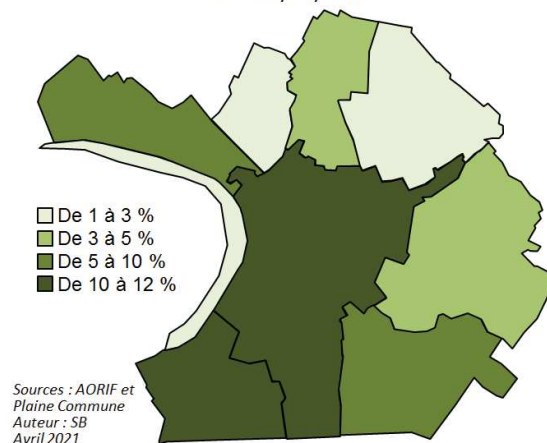 De 1 à 3 %
De 3 à 5 %
De 5 à 10 %
De 10 à 12 %
Sources : AORIF et
Plaine Commune
Auteur : SB
Avril 2021